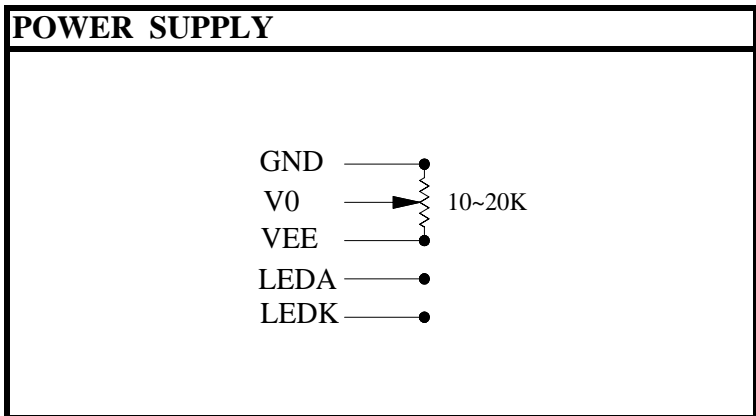 POWER SUPPLY
GND
V0 10~20K
VEE
LEDA
LEDK